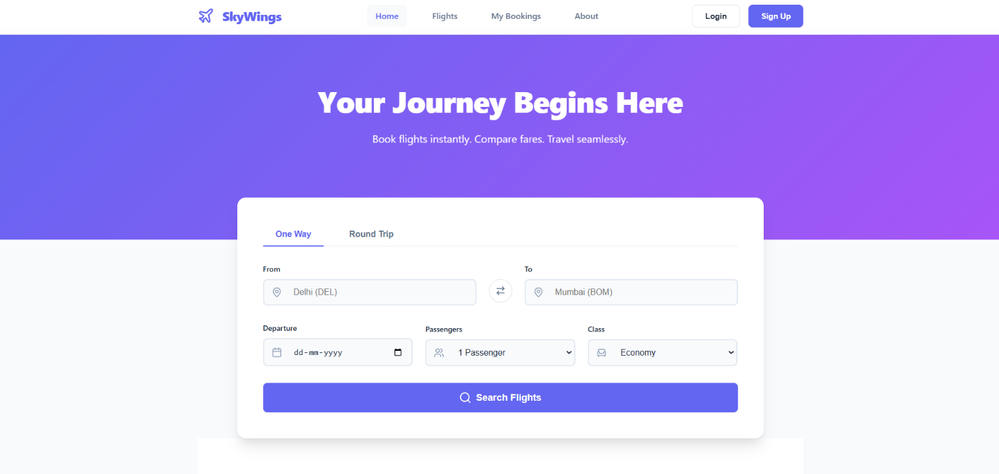 SkyWings Home Flights My Bookings About Login Sign Up
Your Journey Begins Here
Book flights instantly. Compare fares. Travel seamlessly.
One Way Round Trip
From To
Delhi (DEL) Mumbai (BOM)
Departure Passengers Class
dd-mm-yyyy 1 Passenger Economy
Search Flights